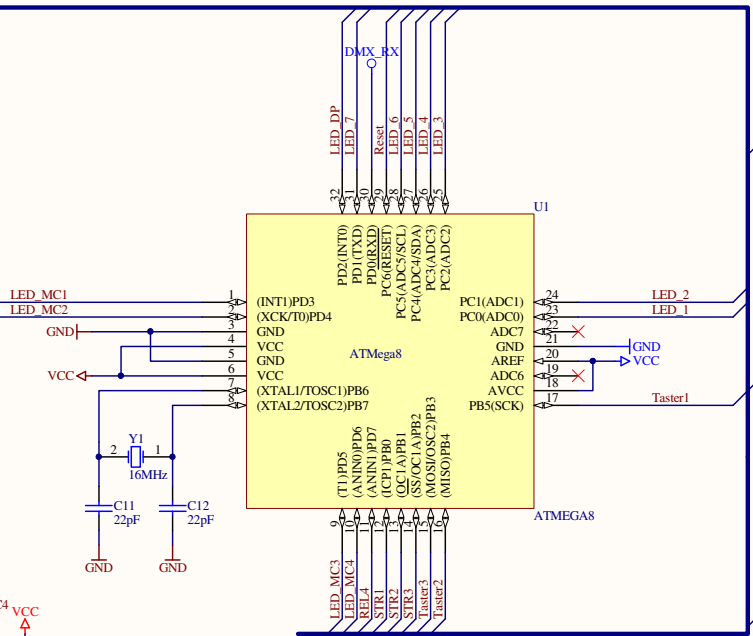 DMX_RX
LED_DP
LED_7
Reset
LED_6
LED_5
LED_4
LED_3
32
31
30
29
28
27
26
25
U1
PD2(INT0)
PD1(TXD)
PD0(RXD)
PC6(RESET)
PC5(ADC5/SCL)
PC4(ADC4/SDA)
PC3(ADC3)
PC2(ADC2)
LED_MC1 1 (INT1)PD3
LED_MC2 2 (XCK/T0)PD4
GND 3 GND
4 VCC
5 GND
VCC 6 VCC
7 (XTAL1/TOSC1)PB6
8 (XTAL2/TOSC2)PB7
ATMega8
PC1(ADC1) 24 LED_2
PC0(ADC0) 23 LED_1
ADC7 22
GND 21 GND
AREF 20 VCC
ADC6 19
AVCC 18
PB5(SCK) 17 Taster1
Y1
2 1
16MHz
C11
22pF
C12
22pF
GND
GND
(T1)PD5
(ANIN0)PD6
(ANIN1)PD7
(ICP1)PB0
(OC1A)PB1
(SS/OC1A)PB2
(MOSI/OSC2)PB3
(MISO)PB4
ATMEGA8
9
10
11
12
13
14
15
16
LED_MC3
LED_MC4
REL4
STR1
STR2
STR3
Taster3
Taster2
VCC